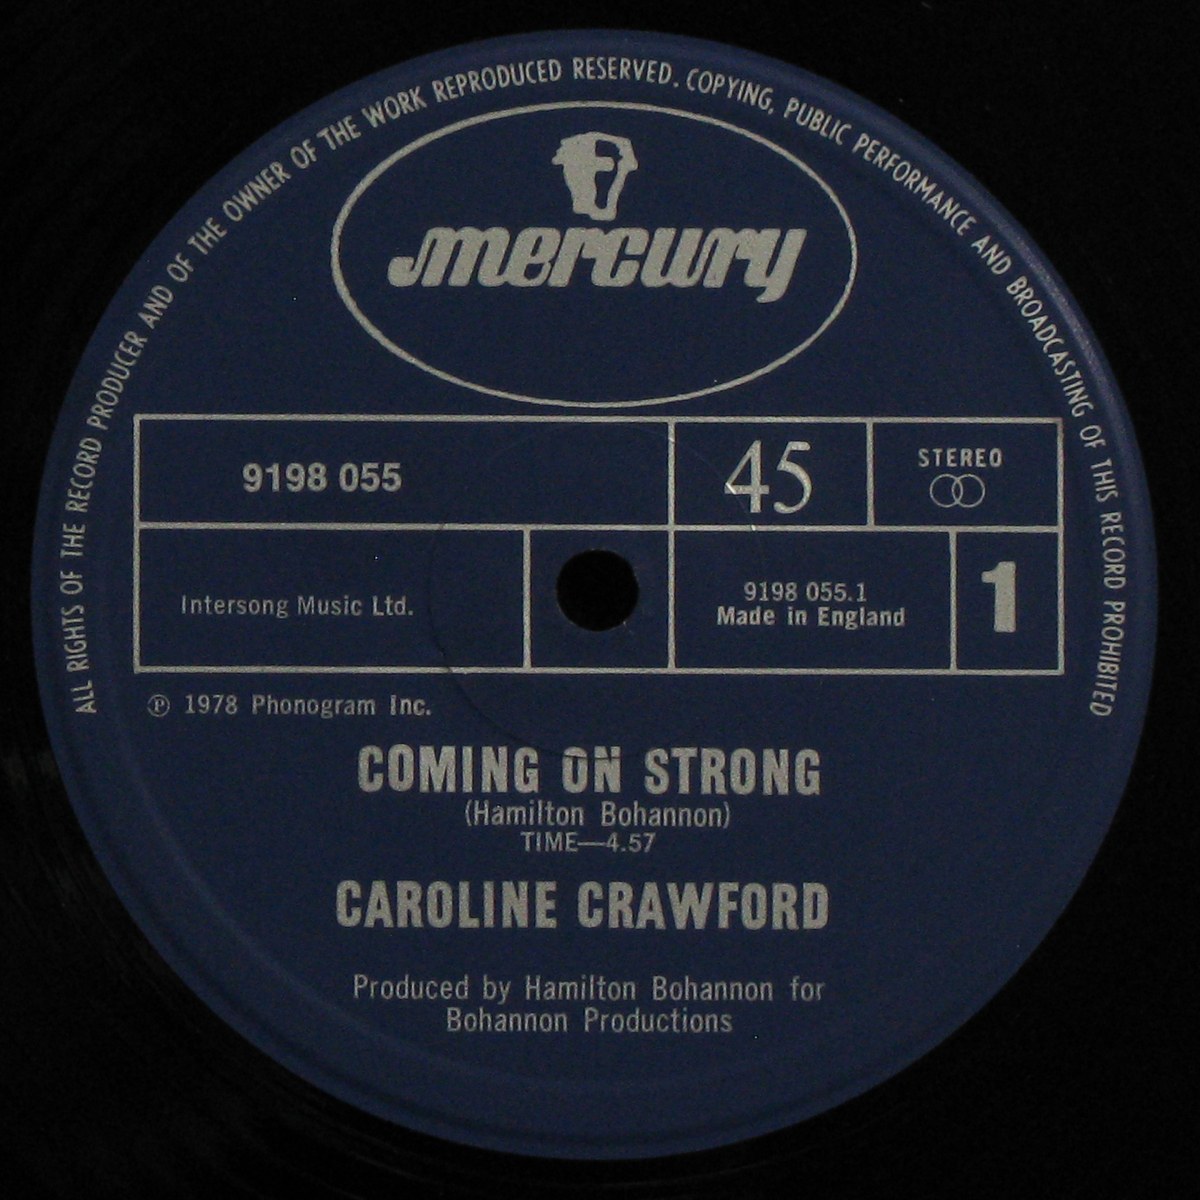 ALL RIGHTS OF THE RECORD PRODUCER AND OF THE OWNER OF THE WORK REPRODUCED RESERVED. COPYING, PUBLIC PERFORMANCE AND BROADCASTING OF THIS RECORD PROHIBITED
mercury
9198 055
45
STEREO
Intersong Music Ltd.
9198 055.1
Made in England
1
℗ 1978 Phonogram Inc.
COMING ON STRONG
(Hamilton Bohannon)
TIME—4.57
CAROLINE CRAWFORD
Produced by Hamilton Bohannon for
Bohannon Productions